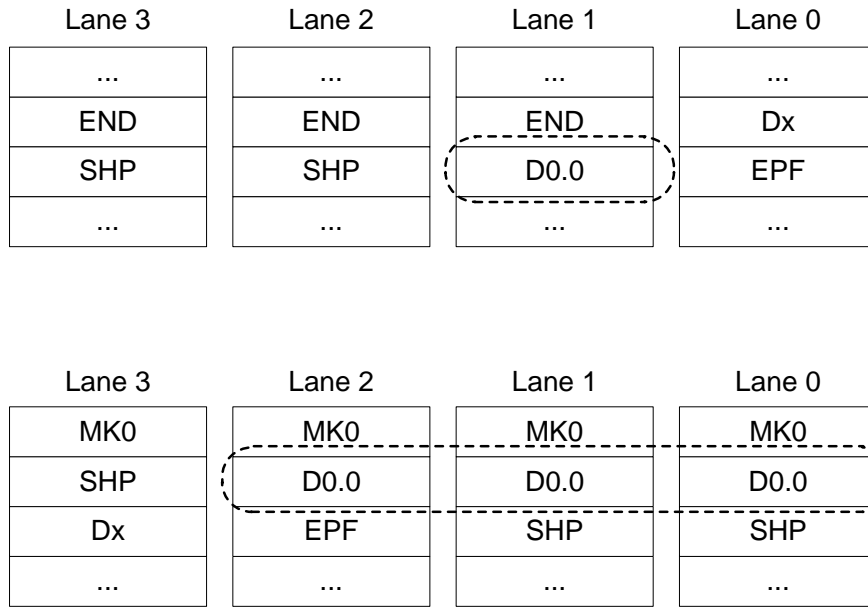 Lane 3 Lane 2 Lane 1 Lane 0
... ... ... ...
END END END Dx
SHP SHP D0.0 EPF
... ... ... ...
Lane 3 Lane 2 Lane 1 Lane 0
MK0 MK0 MK0 MK0
SHP D0.0 D0.0 D0.0
Dx EPF SHP SHP
... ... ... ...